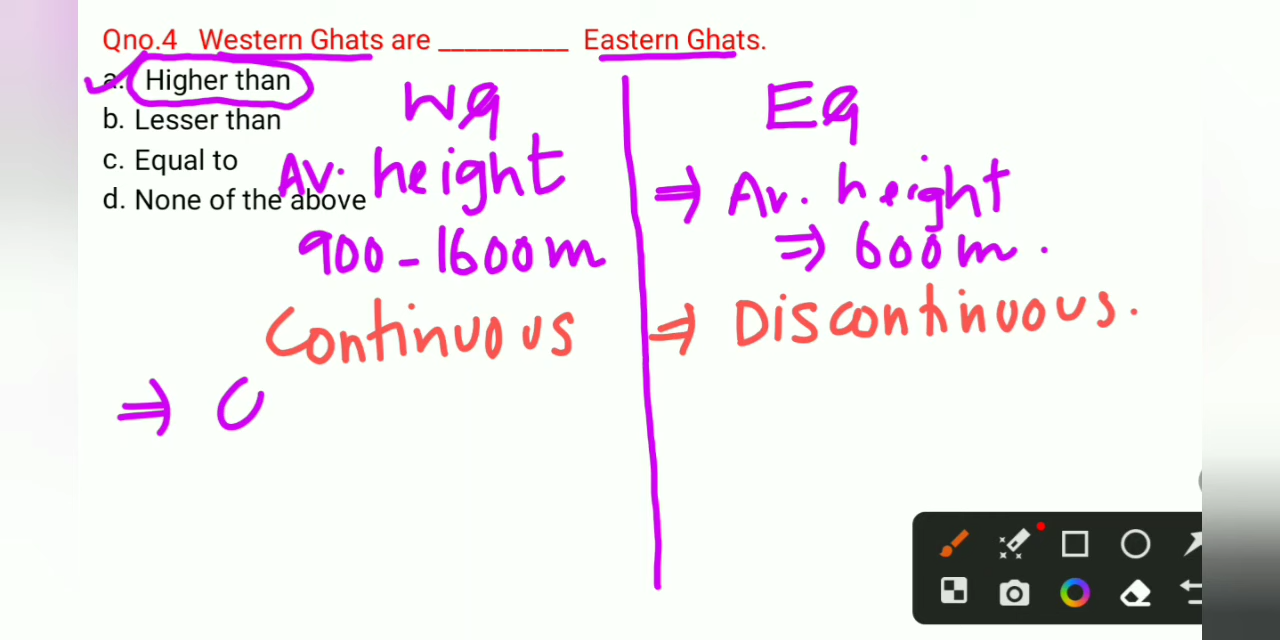 Qno.4 Western Ghats are __________ Eastern Ghats.
a. Higher than
b. Lesser than
c. Equal to
d. None of the above
WG
Av. height
900 - 1600m
Continuous
⇒ C
EG
⇒ Av. height
⇒ 600m.
⇒ Discontinuous.